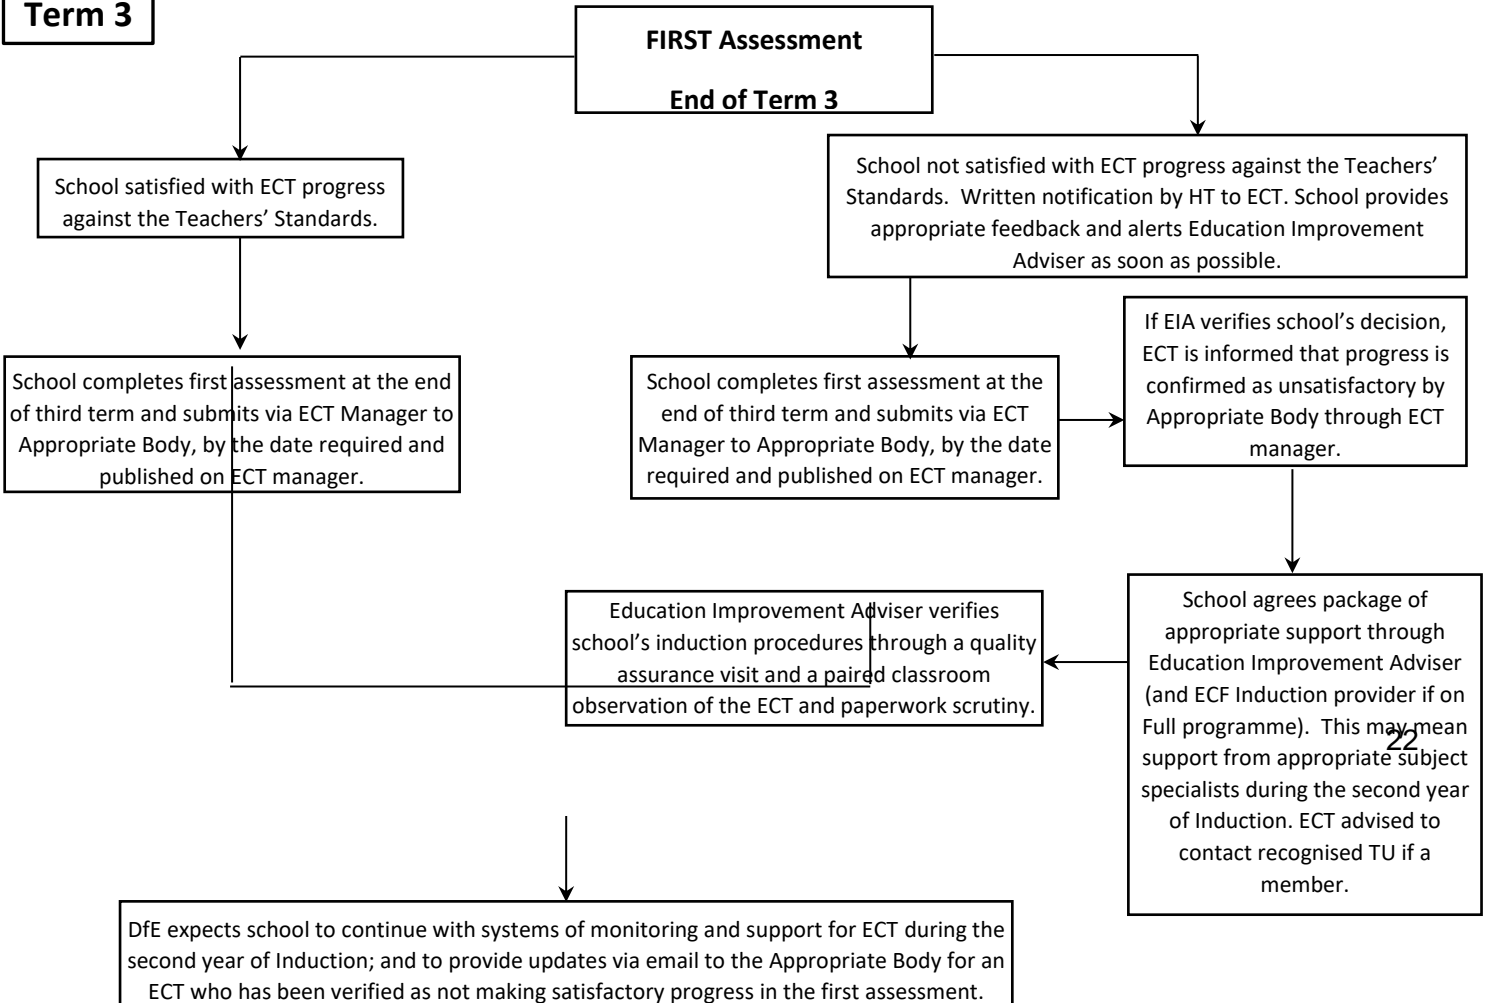 Term 3
FIRST Assessment
End of Term 3
School satisfied with ECT progress
against the Teachers’ Standards.
School not satisfied with ECT progress against the Teachers’
Standards.  Written notification by HT to ECT. School provides
appropriate feedback and alerts Education Improvement
Adviser as soon as possible.
School completes first assessment at the end
of third term and submits via ECT Manager to
Appropriate Body, by the date required and
published on ECT manager.
School completes first assessment at the
end of third term and submits via ECT
Manager to Appropriate Body, by the date
required and published on ECT manager.
If EIA verifies school’s decision,
ECT is informed that progress is
confirmed as unsatisfactory by
Appropriate Body through ECT
manager.
Education Improvement Adviser verifies
school’s induction procedures through a quality
assurance visit and a paired classroom
observation of the ECT and paperwork scrutiny.
School agrees package of
appropriate support through
Education Improvement Adviser
(and ECF Induction provider if on
Full programme).  This may mean
support from appropriate subject
specialists during the second year
of Induction. ECT advised to
contact recognised TU if a
member.
22
DfE expects school to continue with systems of monitoring and support for ECT during the
second year of Induction; and to provide updates via email to the Appropriate Body for an
ECT who has been verified as not making satisfactory progress in the first assessment.